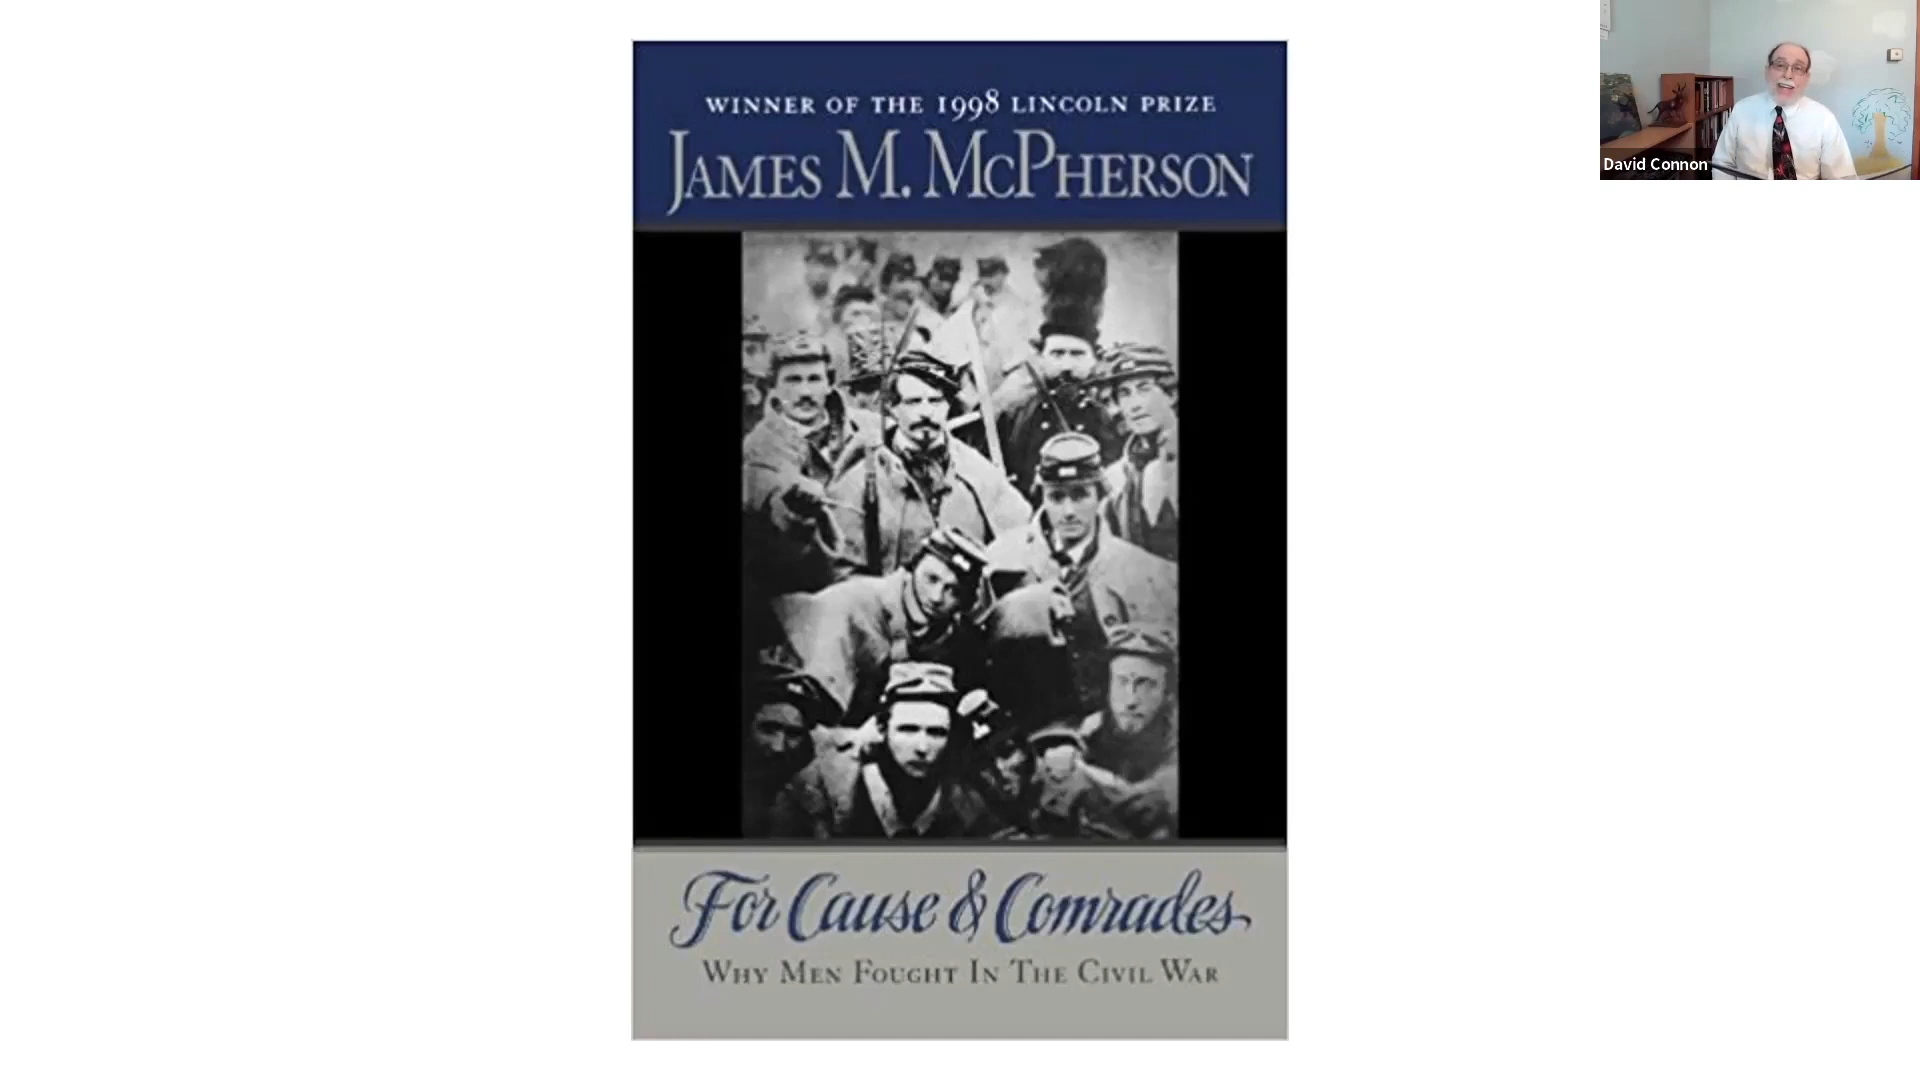 WINNER OF THE 1998 LINCOLN PRIZE
JAMES M. MCPHERSON
For Cause & Comrades
WHY MEN FOUGHT IN THE CIVIL WAR
David Connon